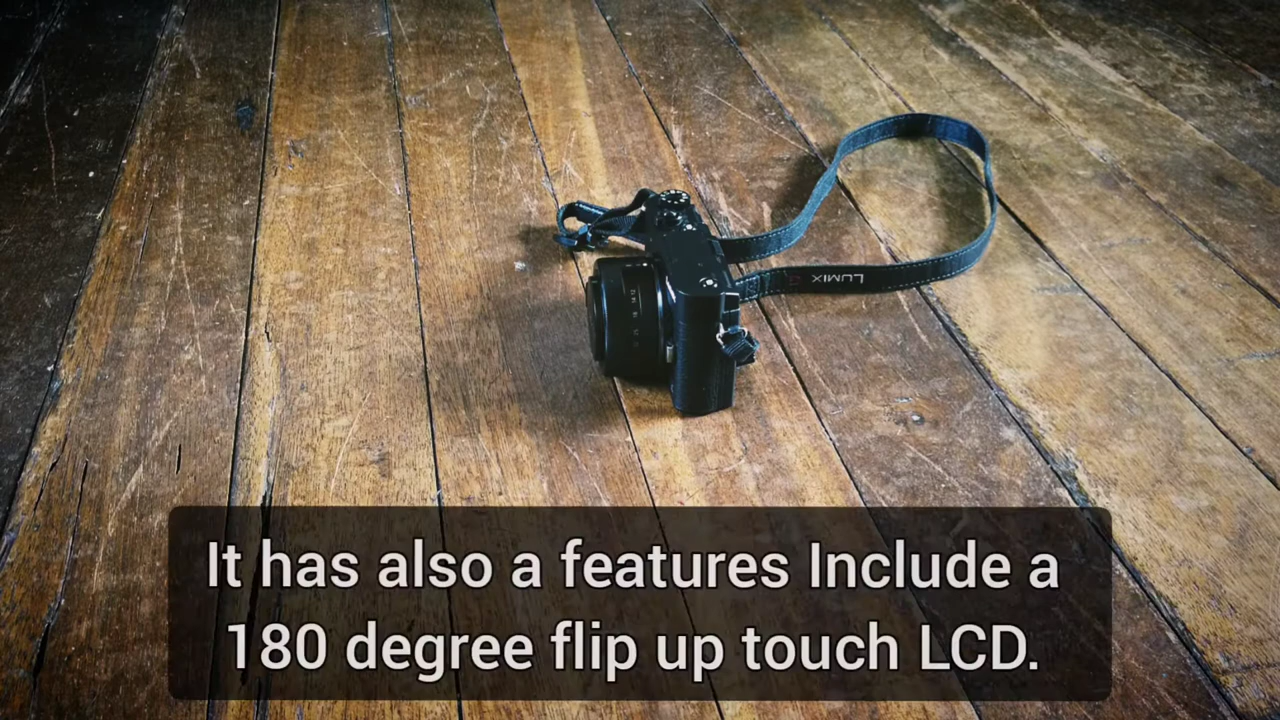 LUMIX
It has also a features Include a
180 degree flip up touch LCD.